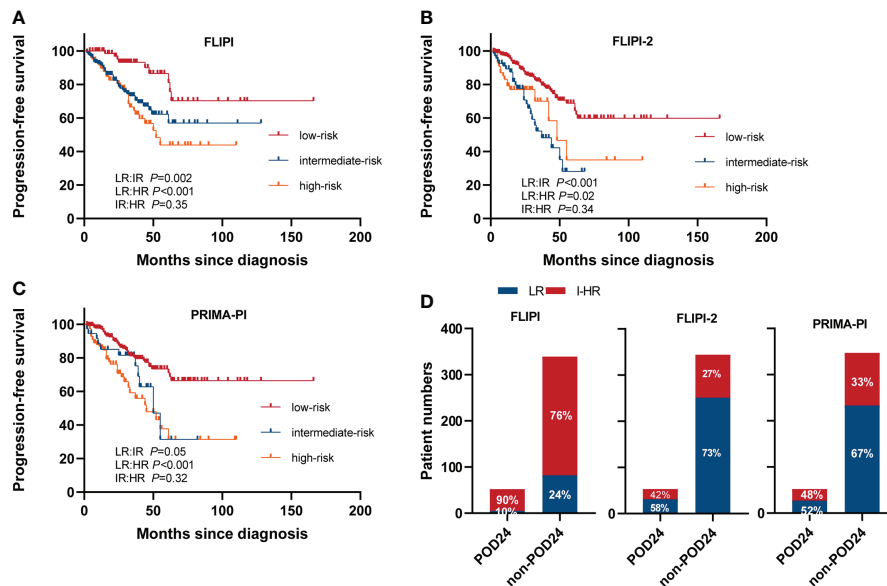 A
FLIPI
Progression-free survival
100
80
60
40
20
0
low-risk
intermediate-risk
high-risk
LR:IR P=0.002
LR:HR P<0.001
IR:HR P=0.35
0 50 100 150 200
Months since diagnosis
B
FLIPI-2
Progression-free survival
100
80
60
40
20
0
low-risk
intermediate-risk
high-risk
LR:IR P<0.001
LR:HR P=0.02
IR:HR P=0.34
0 50 100 150 200
Months since diagnosis
C
PRIMA-PI
Progression-free survival
100
80
60
40
20
0
low-risk
intermediate-risk
high-risk
LR:IR P=0.05
LR:HR P<0.001
IR:HR P=0.32
0 50 100 150 200
Months since diagnosis
D
LR I-HR
FLIPI
FLIPI-2
PRIMA-PI
Patient numbers
400
300
200
100
0
90%
10%
76%
24%
42%
58%
27%
73%
48%
52%
33%
67%
POD24
non-POD24
POD24
non-POD24
POD24
non-POD24